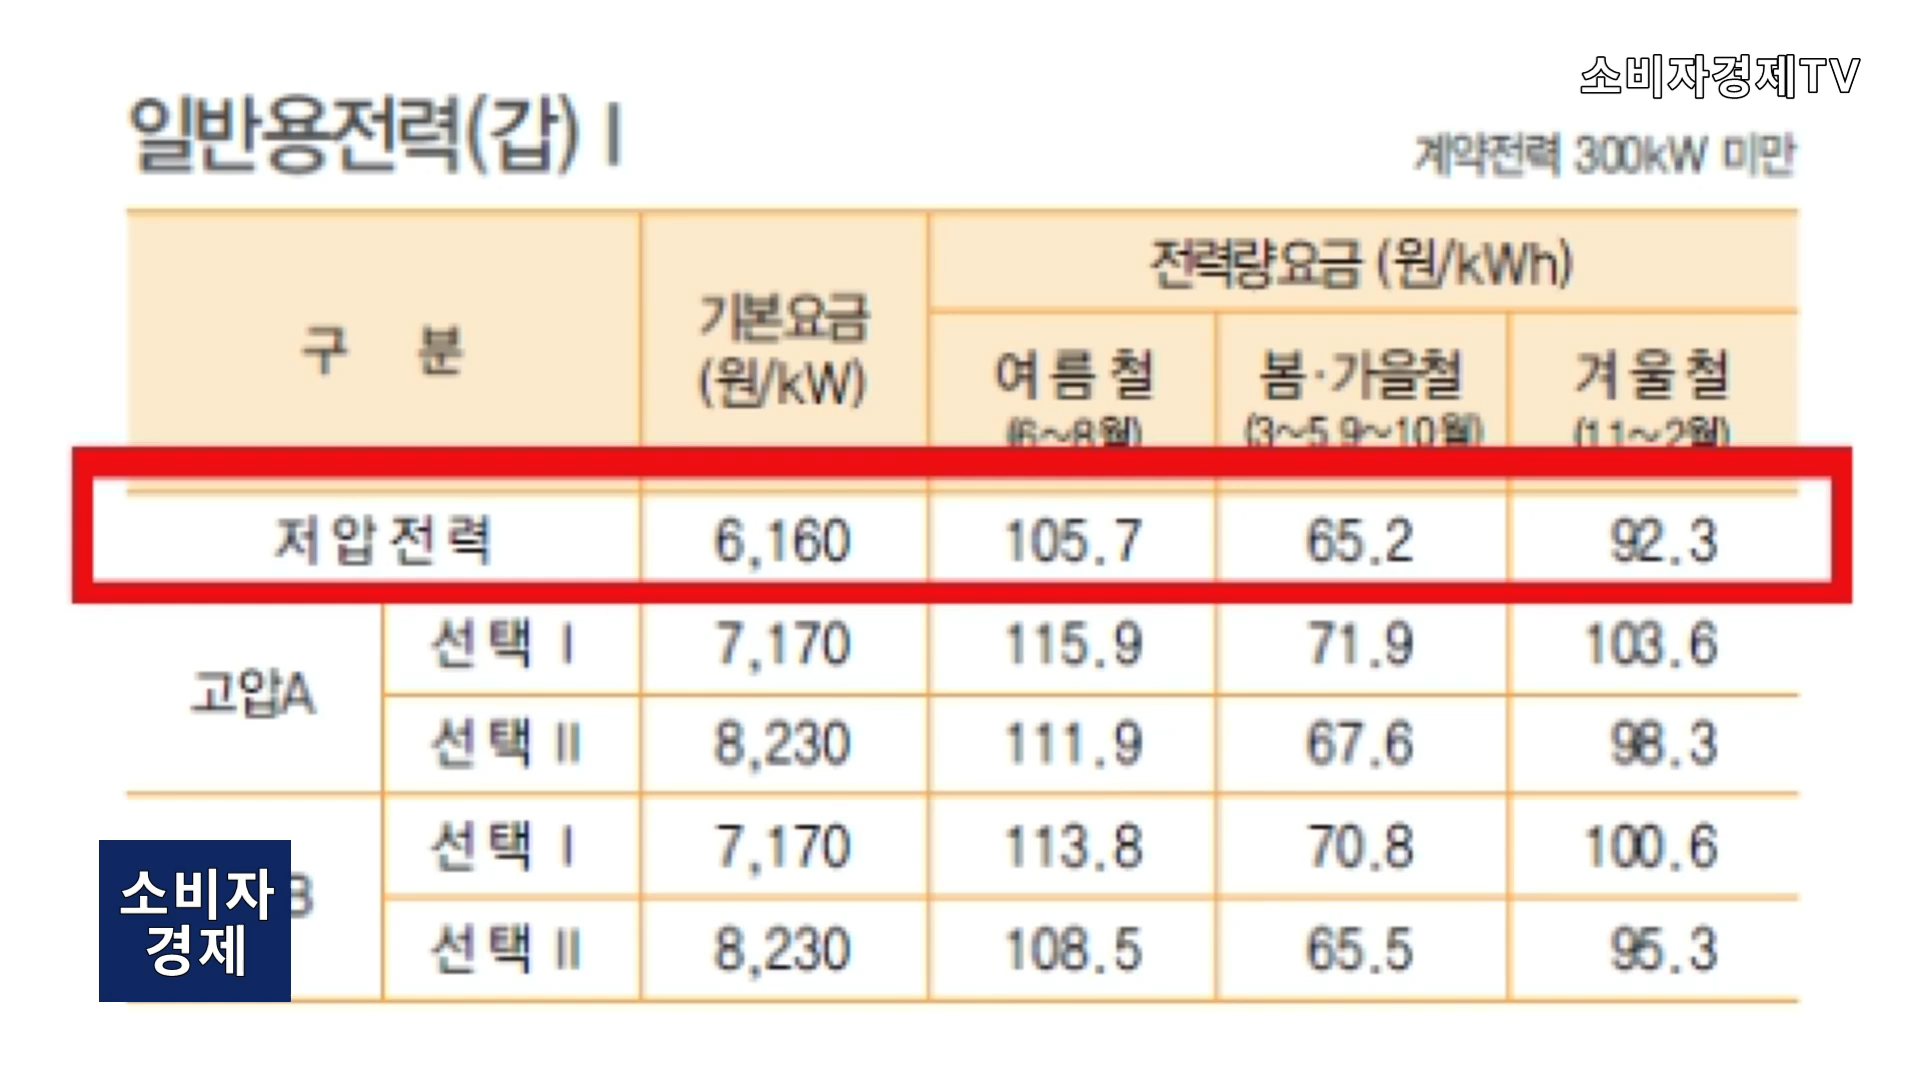 소비자경제TV
일반용전력(갑) I
계약전력 300kW 미만
구 분
기본요금
(원/kW)
전력량요금 (원/kWh)
여름철
(6~8월)
봄·가을철
(3~5,9~10월)
겨울철
(11~2월)
저압전력 6,160 105.7 65.2 92.3
고압A
선택 I 7,170 115.9 71.9 103.6
선택 II 8,230 111.9 67.6 98.3
B
선택 I 7,170 113.8 70.8 100.6
선택 II 8,230 108.5 65.5 95.3
소비자
경제